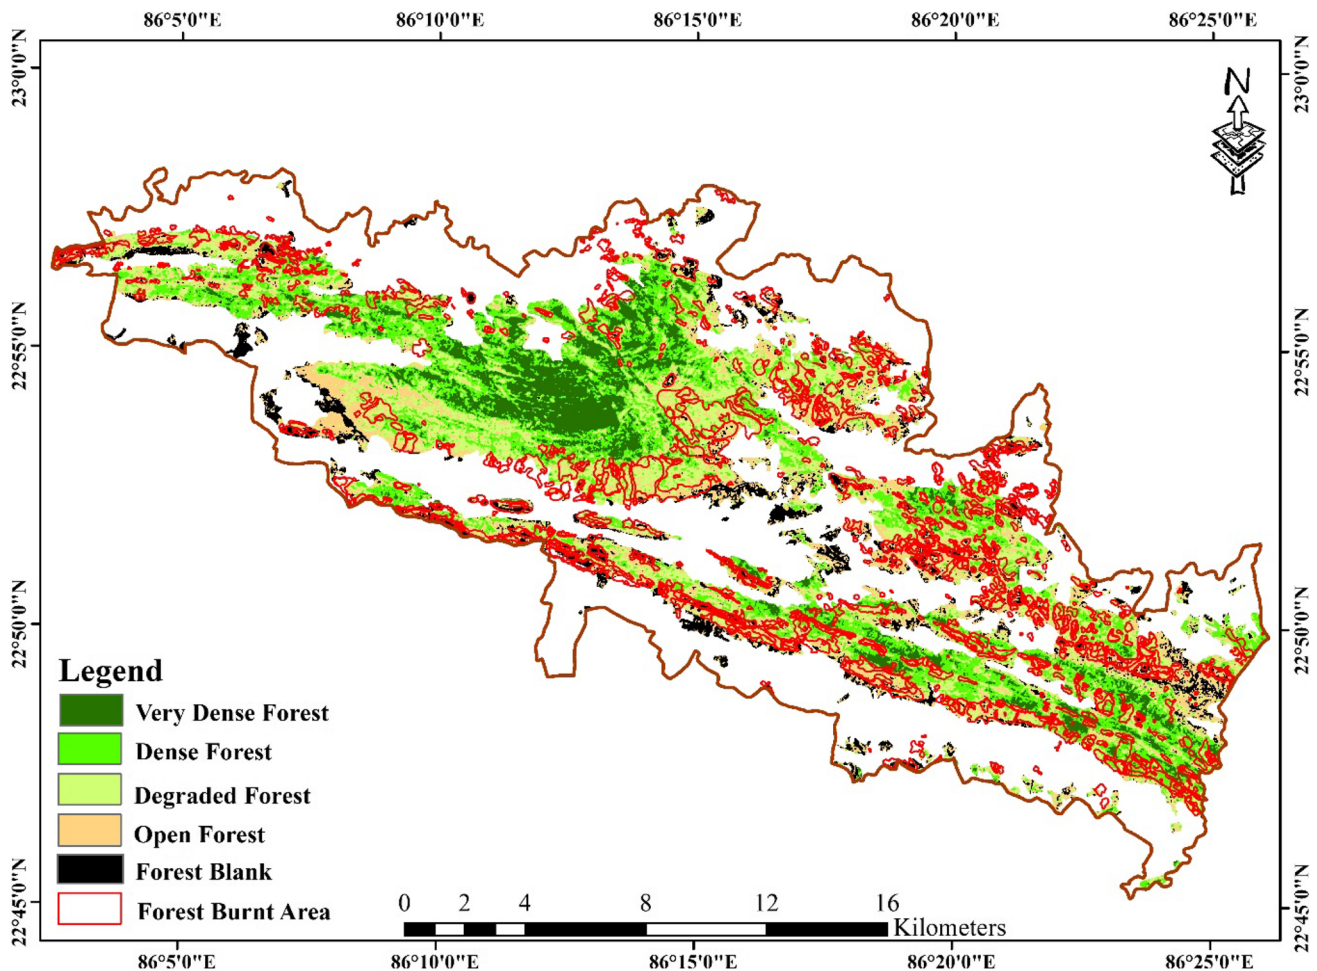 86°5'0"E 86°10'0"E 86°15'0"E 86°20'0"E 86°25'0"E
N
23°0'0"N 23°0'0"N
22°55'0"N 22°55'0"N
22°50'0"N 22°50'0"N
Legend
Very Dense Forest
Dense Forest
Degraded Forest
Open Forest
Forest Blank
Forest Burnt Area
22°45'0"N 22°45'0"N
0 2 4 8 12 16
Kilometers
86°5'0"E 86°10'0"E 86°15'0"E 86°20'0"E 86°25'0"E